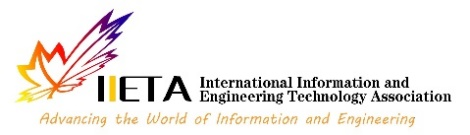 IIETA International Information and
Engineering Technology Association
Advancing the World of Information and Engineering